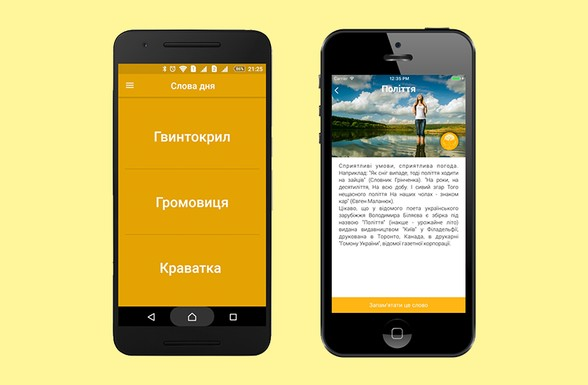 86% 21:25
Слова дня
Гвинтокрил
Громовиця
Краватка
Carrier 12:35 PM
Поліття
Сприятливі умови, сприятлива погода.
Наприклад: "Як сніг випаде, тоді поліття ходити
на зайців" (Словник Грінченка). "На роки, на
десятиліття, На всю добу. І сивий згар Того
нещасного поліття На наших чолах - знаком
кар" (Євген Маланюк).
Цікаво, що у відомого поета українського
зарубіжжя Володимира Біляєва є збірка під
назвою "Поліття" (інакше - урожайне літо)
видана видавництвом "Київ" у Філадельфії,
друкована в Торонто, Канада, в друкарні
"Гомону України", відомої газетної корпорації.
Запам'ятати це слово